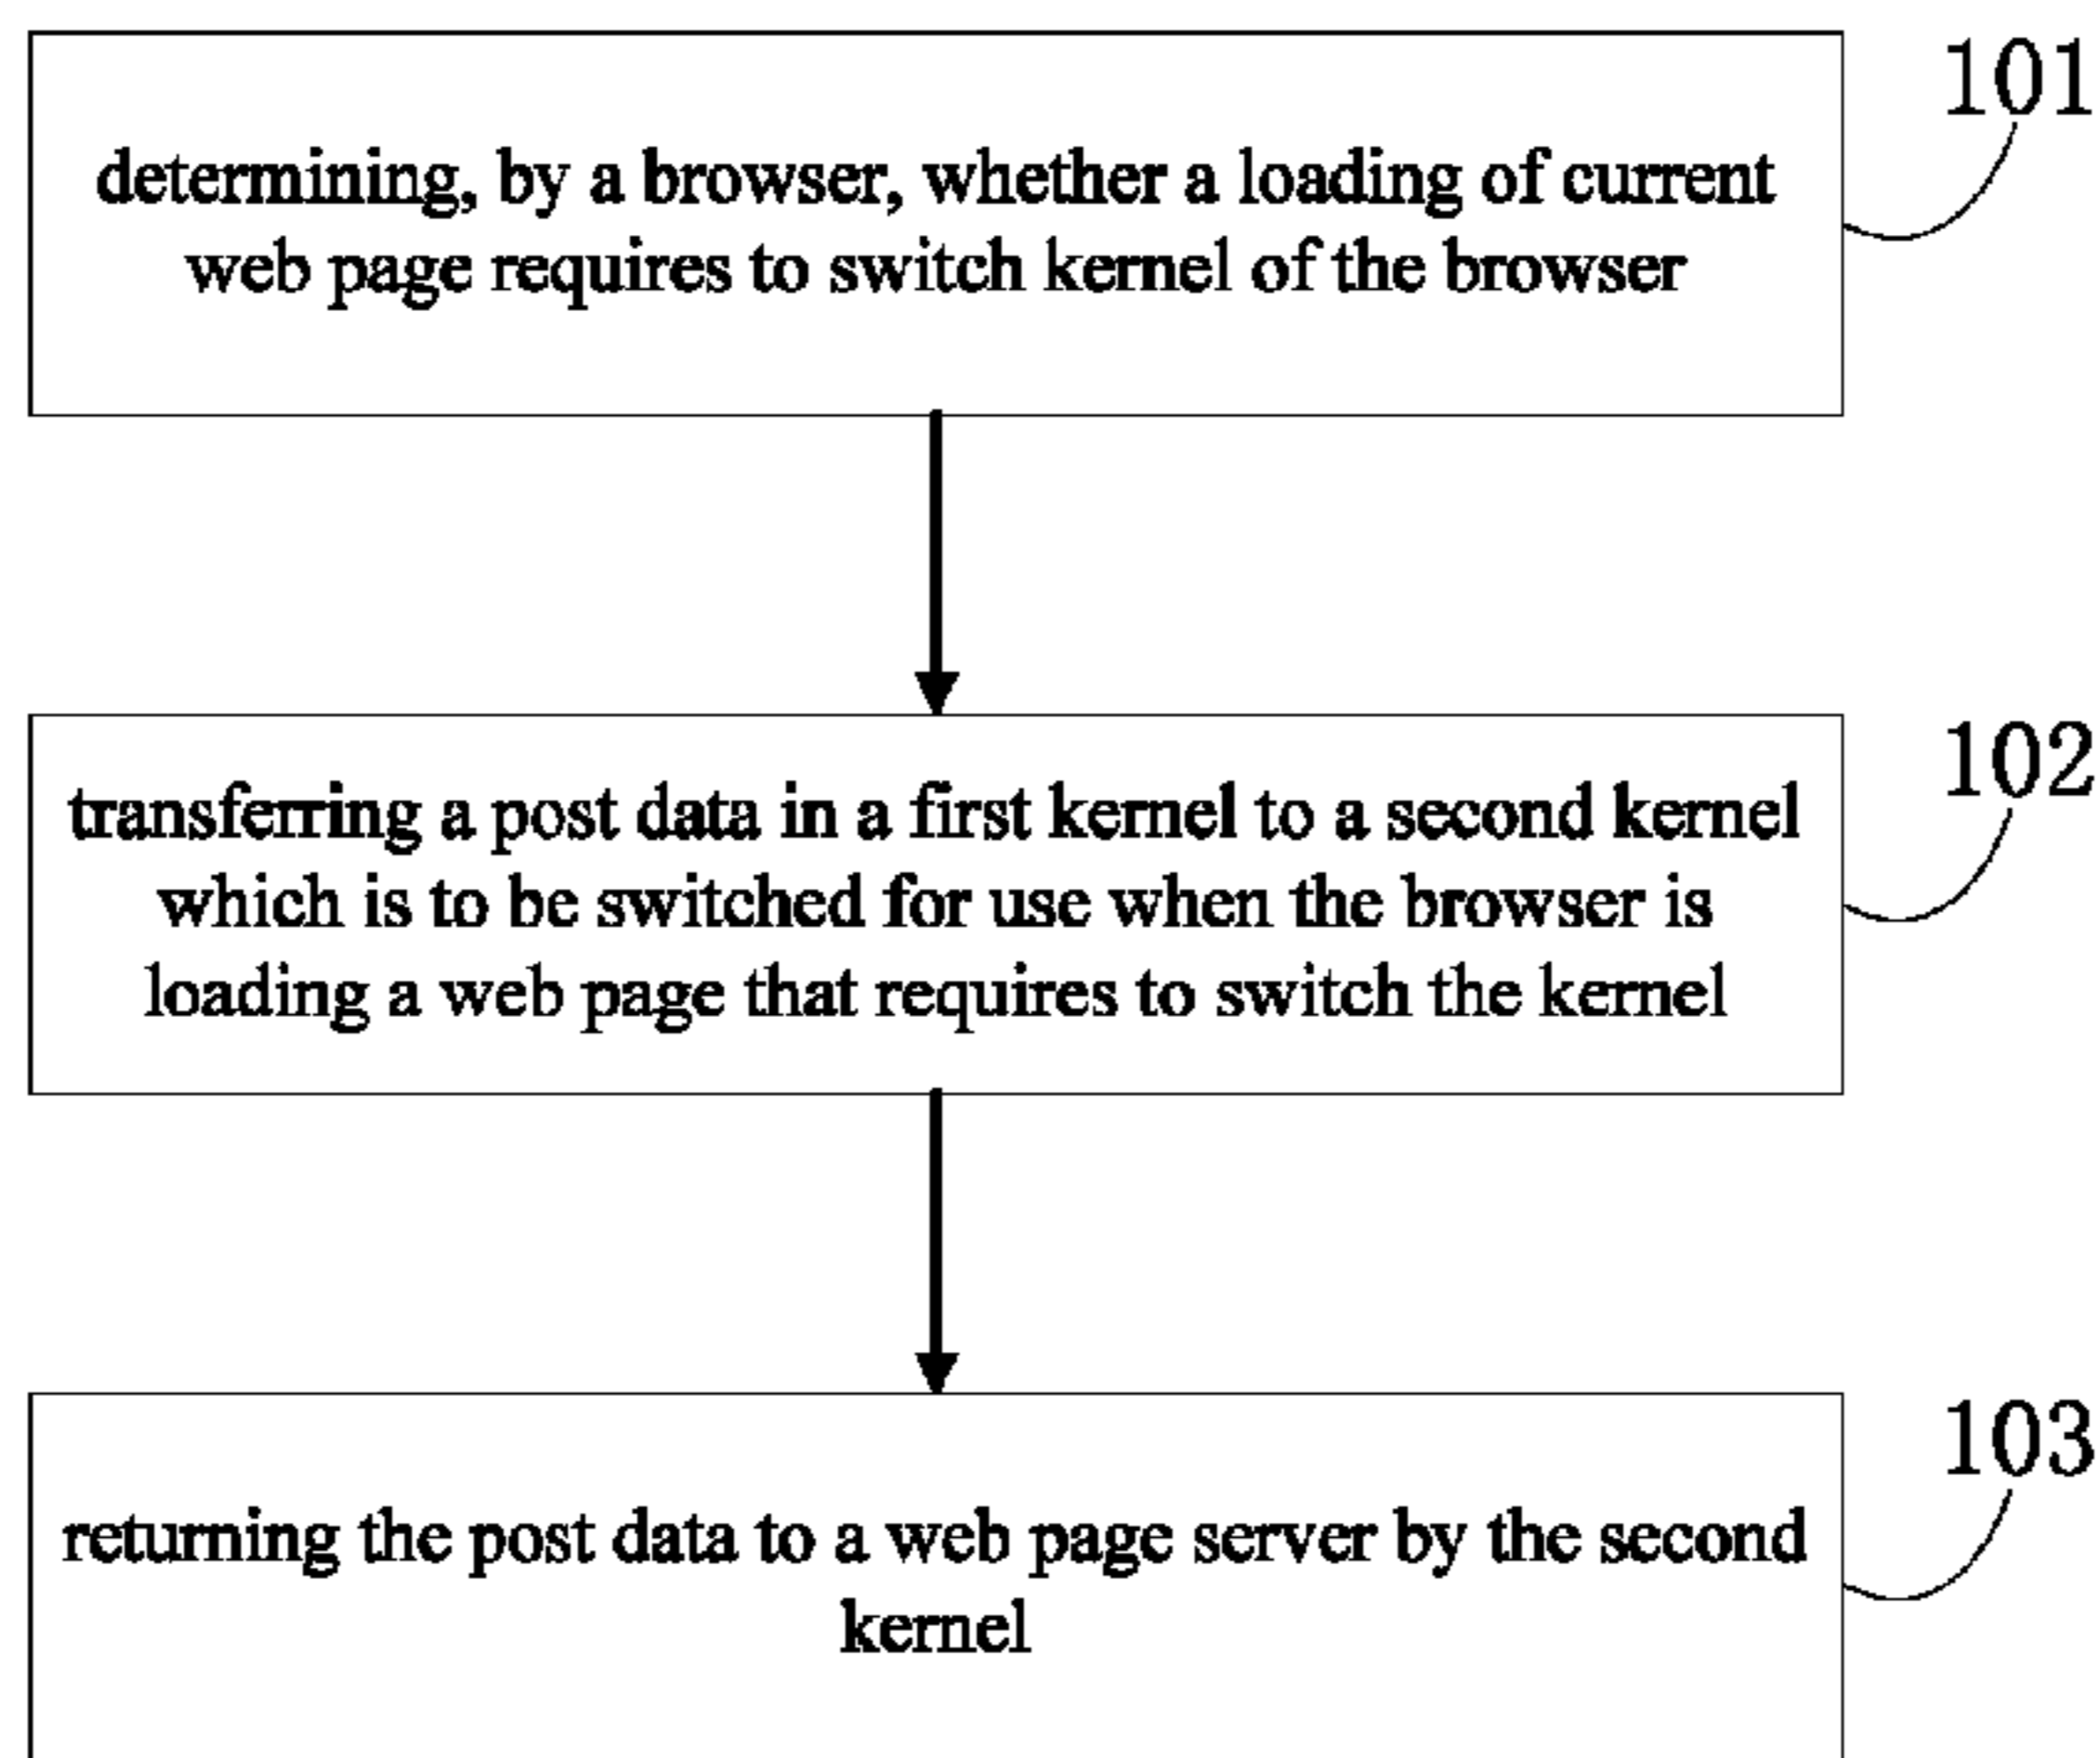 101
determining, by a browser, whether a loading of current
web page requires to switch kernel of the browser
102
transferring a post data in a first kernel to a second kernel
which is to be switched for use when the browser is
loading a web page that requires to switch the kernel
103
returning the post data to a web page server by the second
kernel